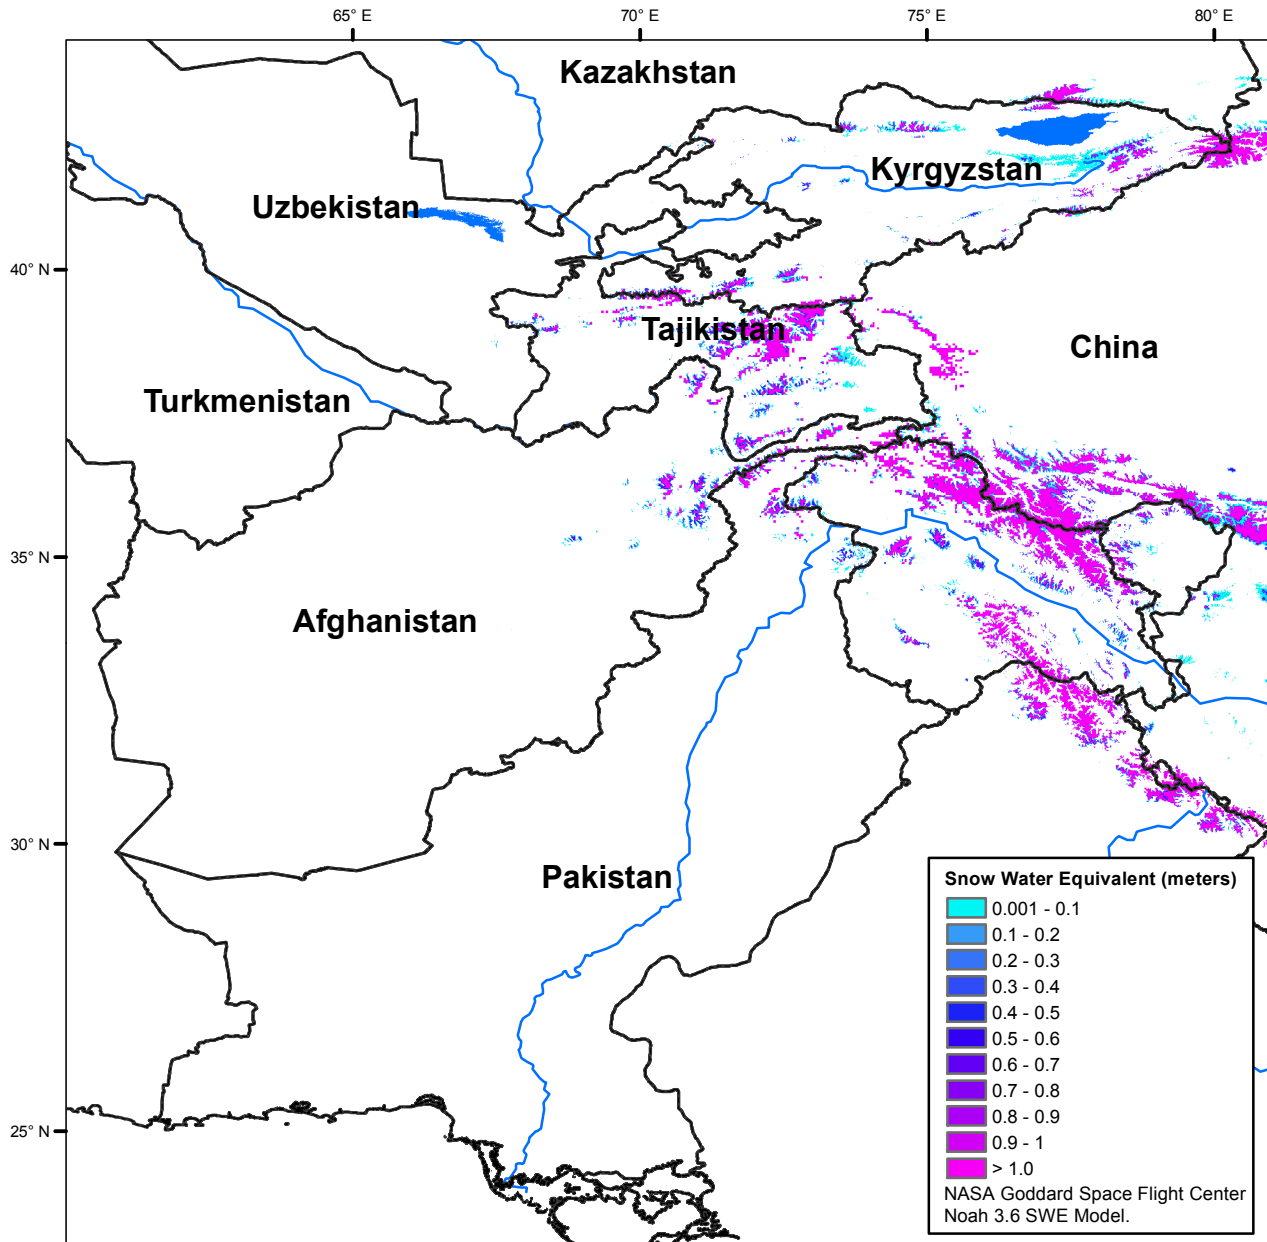 65° E
70° E
75° E
80° E
Kazakhstan
Kyrgyzstan
Uzbekistan
40° N
Tajikistan
China
Turkmenistan
35° N
Afghanistan
30° N
Pakistan
25° N
Snow Water Equivalent (meters)
0.001 - 0.1
0.1 - 0.2
0.2 - 0.3
0.3 - 0.4
0.4 - 0.5
0.5 - 0.6
0.6 - 0.7
0.7 - 0.8
0.8 - 0.9
0.9 - 1
> 1.0
NASA Goddard Space Flight Center
Noah 3.6 SWE Model.